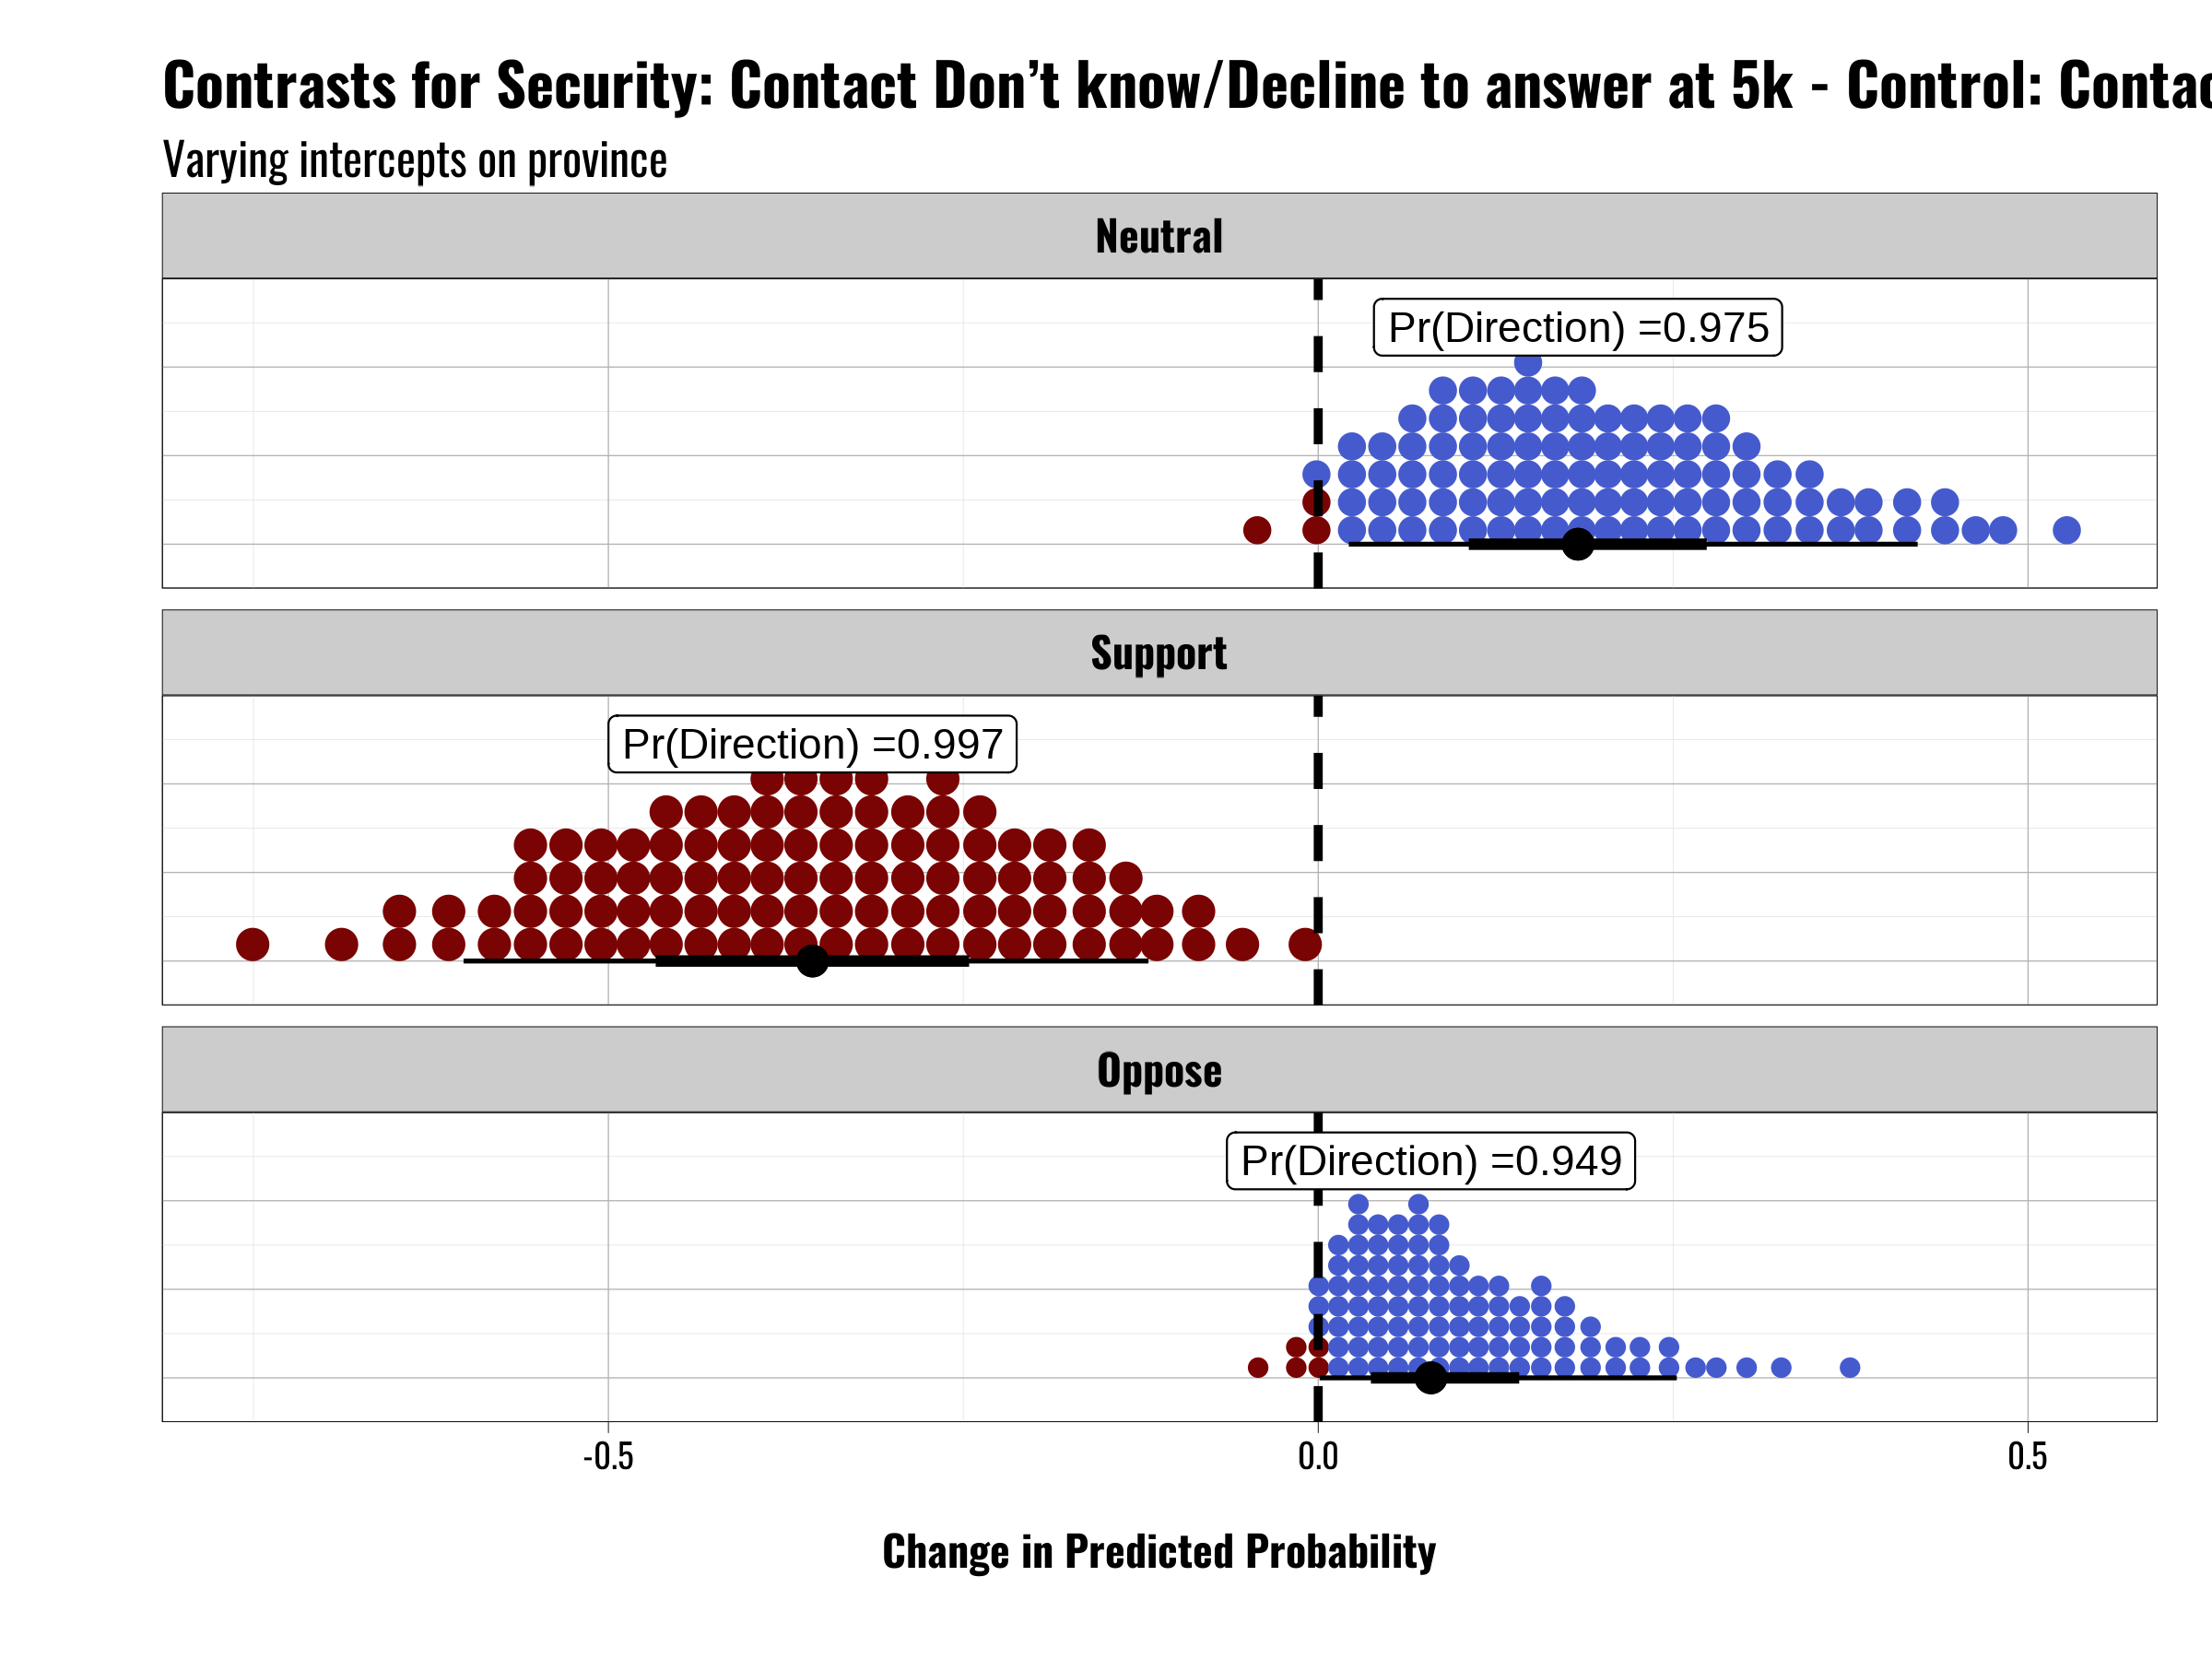 Contrasts for Security: Contact Don’t know/Decline to answer at 5k - Control:
Varying intercepts on province
Neutral
Pr(Direction) =0.975
Support
Pr(Direction) =0.997
Oppose
Pr(Direction) =0.949
-0.5 0.0 0.5
Change in Predicted Probability